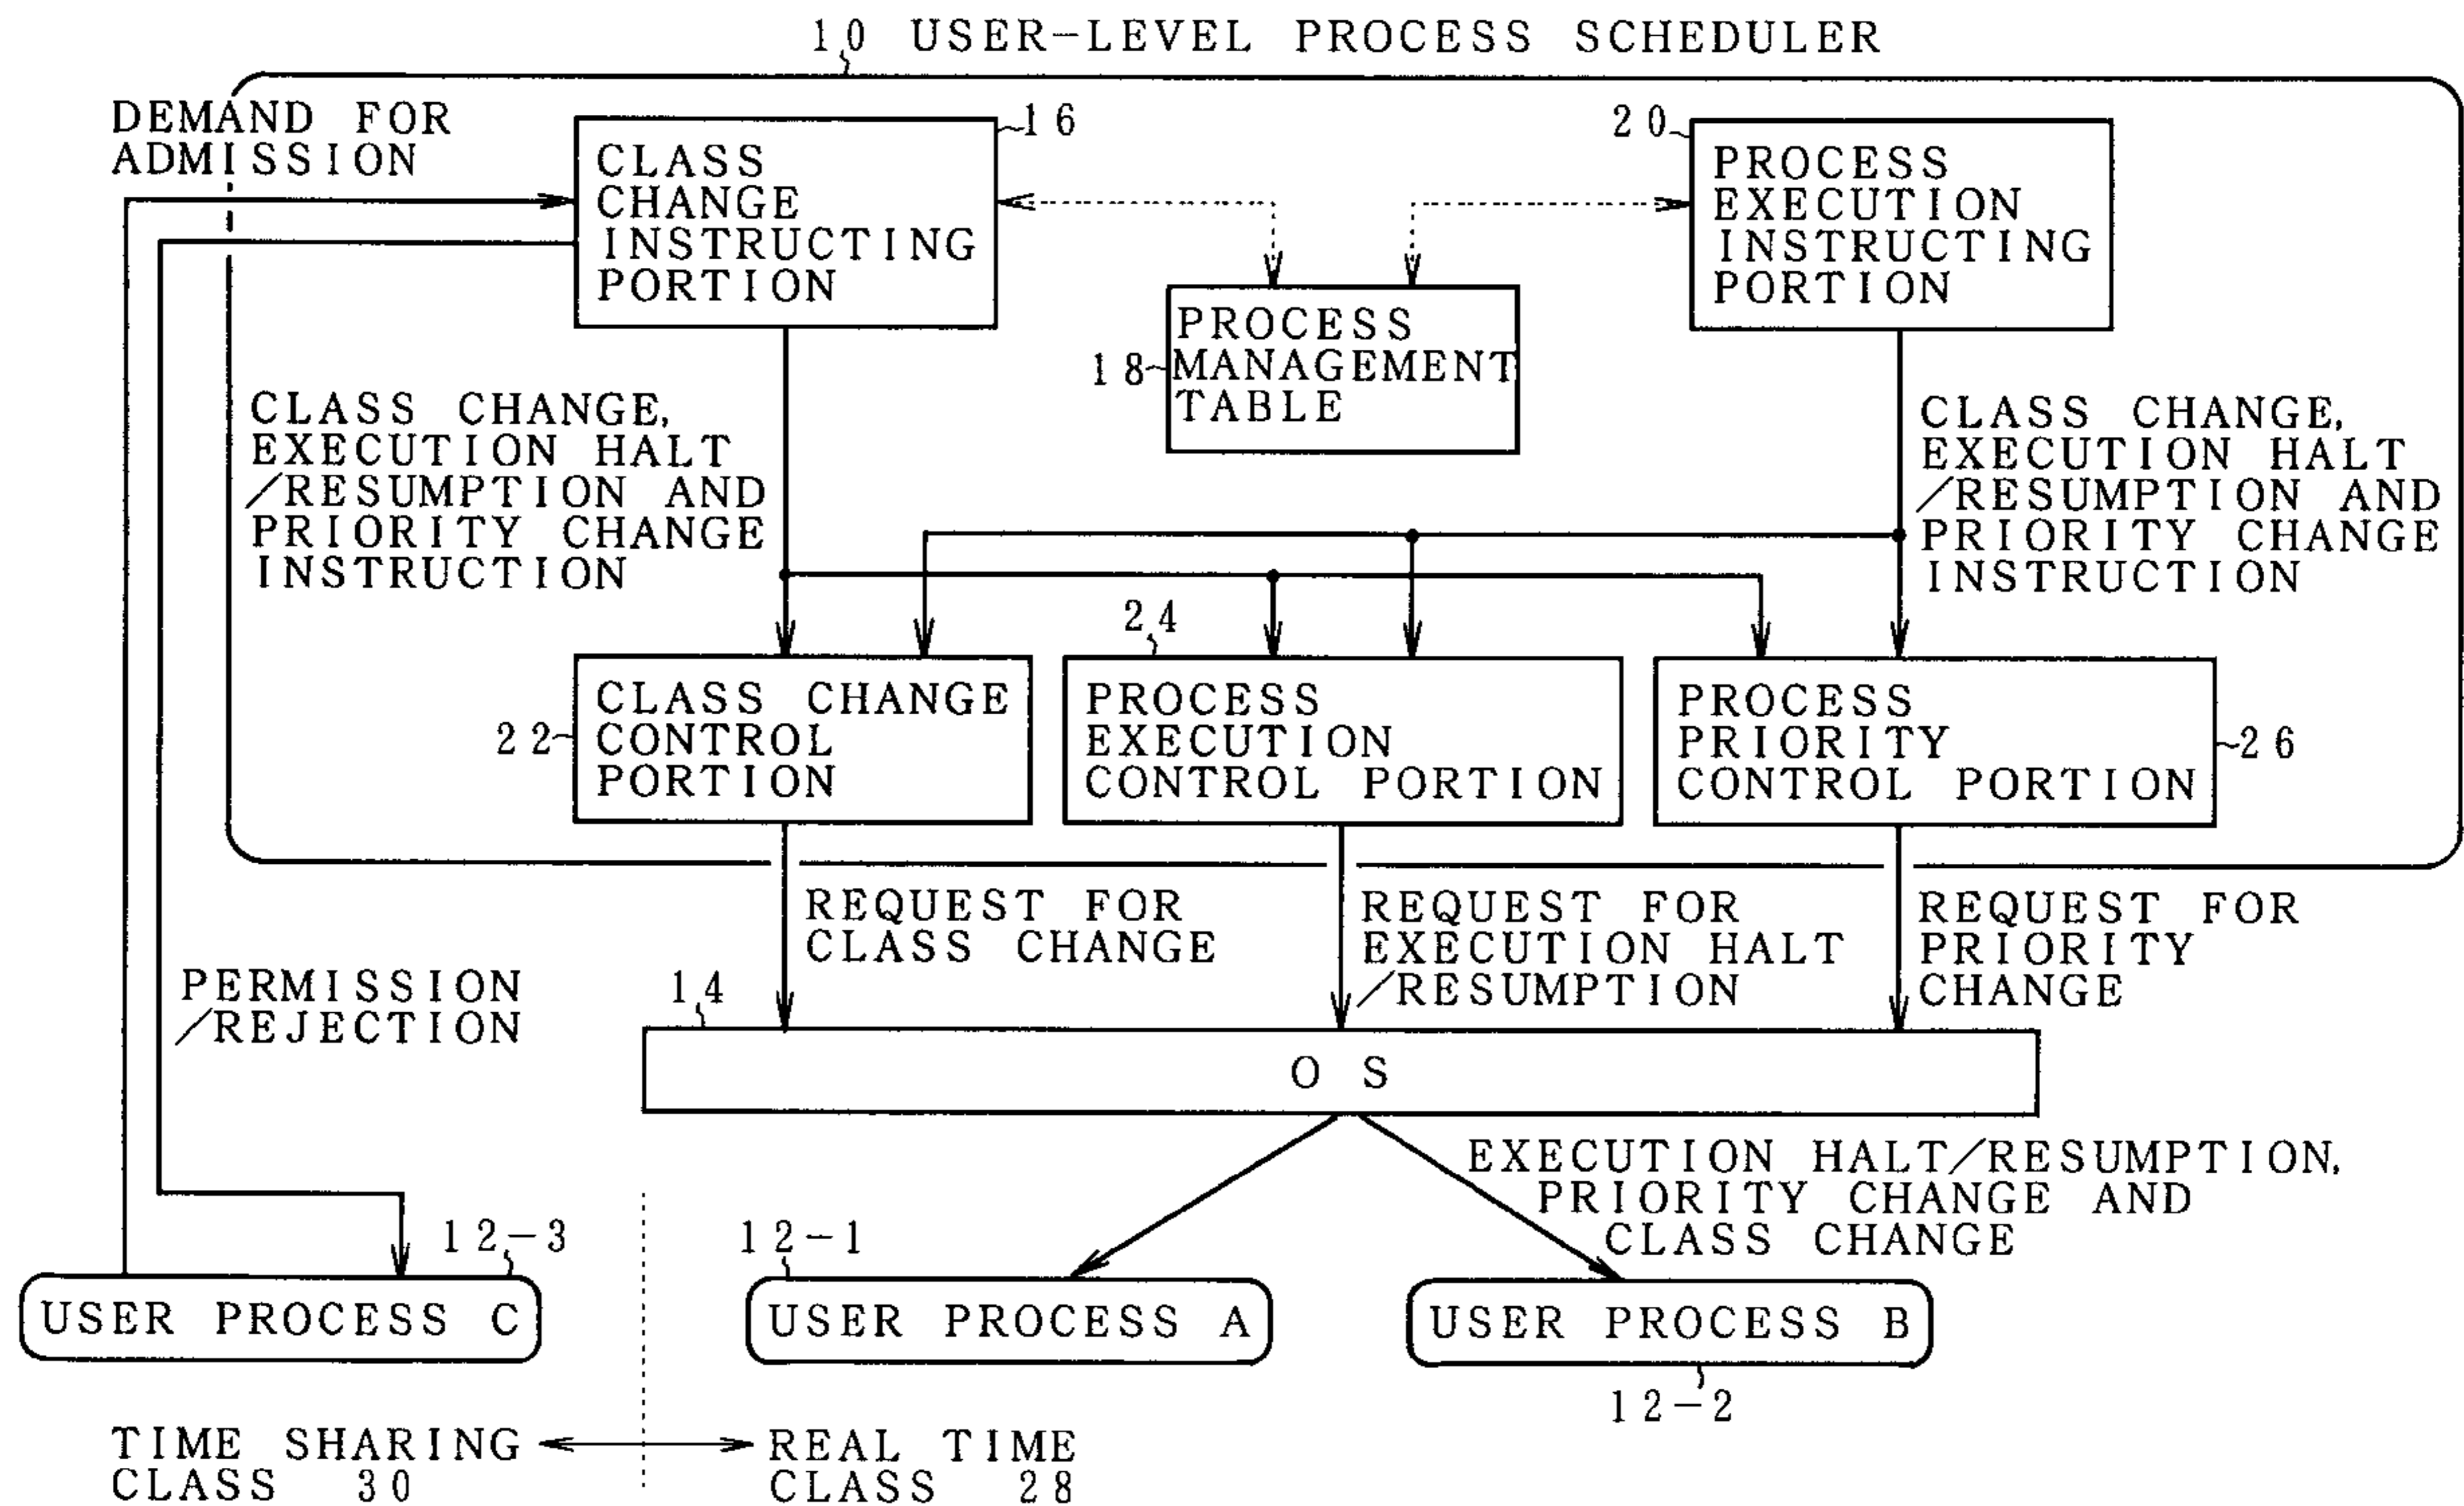 10 USER-LEVEL PROCESS SCHEDULER
DEMAND FOR
ADMISSION
16
CLASS
CHANGE
INSTRUCTING
PORTION
20
PROCESS
EXECUTION
INSTRUCTING
PORTION
18
PROCESS
MANAGEMENT
TABLE
CLASS CHANGE,
EXECUTION HALT
/RESUMPTION AND
PRIORITY CHANGE
INSTRUCTION
CLASS CHANGE,
EXECUTION HALT
/RESUMPTION AND
PRIORITY CHANGE
INSTRUCTION
22
CLASS CHANGE
CONTROL
PORTION
24
PROCESS
EXECUTION
CONTROL PORTION
PROCESS
PRIORITY
CONTROL PORTION
26
REQUEST FOR
CLASS CHANGE
REQUEST FOR
EXECUTION HALT
/RESUMPTION
REQUEST FOR
PRIORITY
CHANGE
PERMISSION
/REJECTION
14
OS
EXECUTION HALT/RESUMPTION,
PRIORITY CHANGE AND
CLASS CHANGE
12-3
USER PROCESS C
12-1
USER PROCESS A
USER PROCESS B
12-2
TIME SHARING
CLASS 30
REAL TIME
CLASS 28